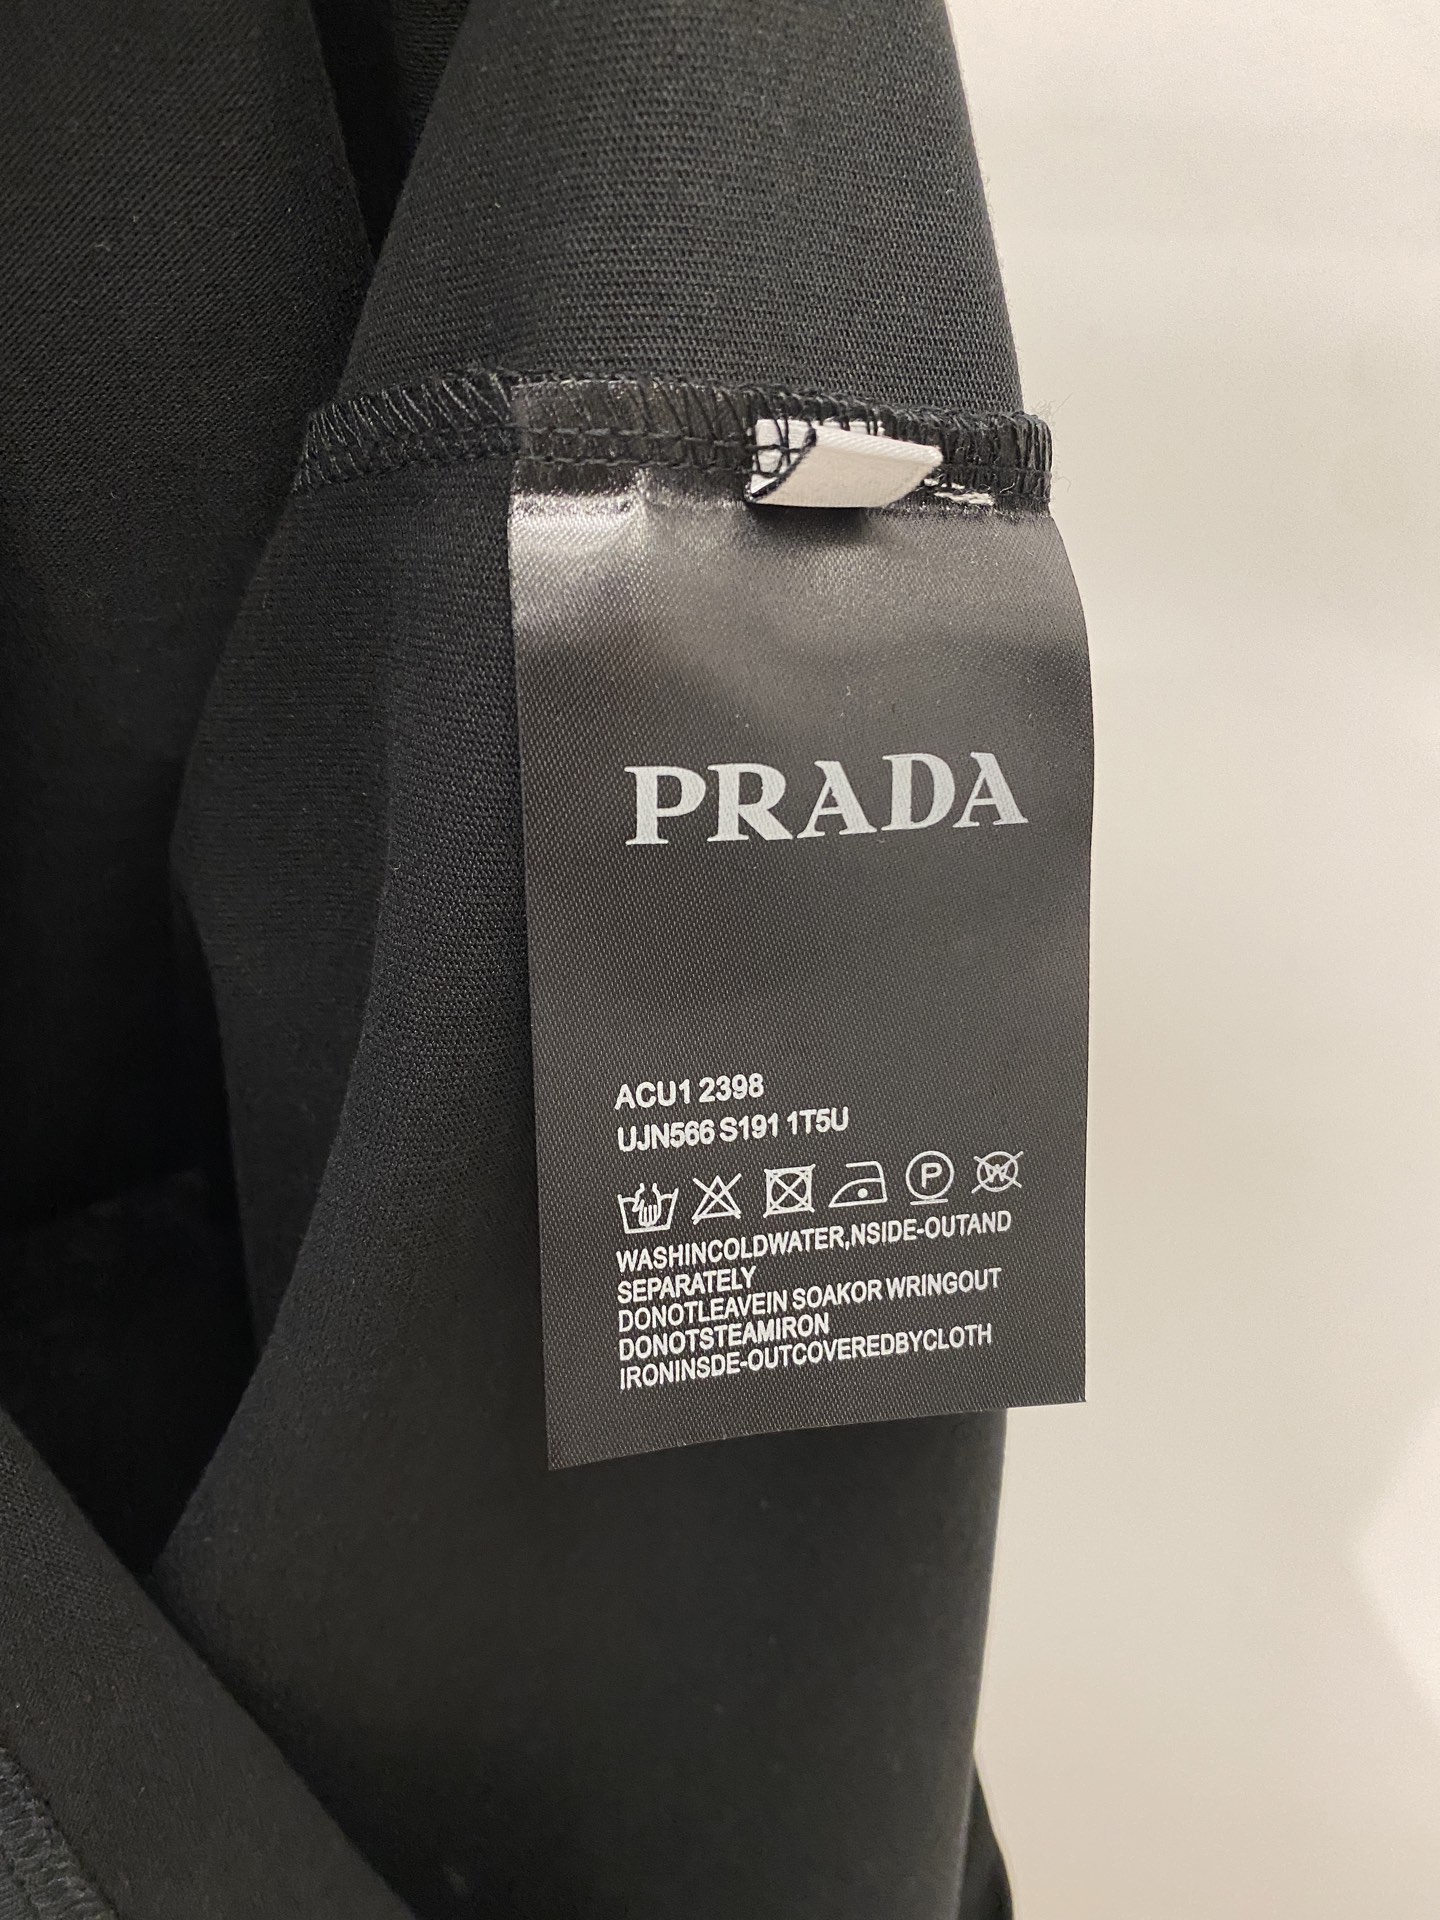 PRADA
ACU1 2398
UJN566 S191 1T5U
P W
WASHINCOLDWATER,NSIDE-OUTAND
SEPARATELY
DONOTLEAVEIN SOAKOR WRINGOUT
DONOTSTEAMIRON
IRONINSDE-OUTCOVEREDBYCLOTH